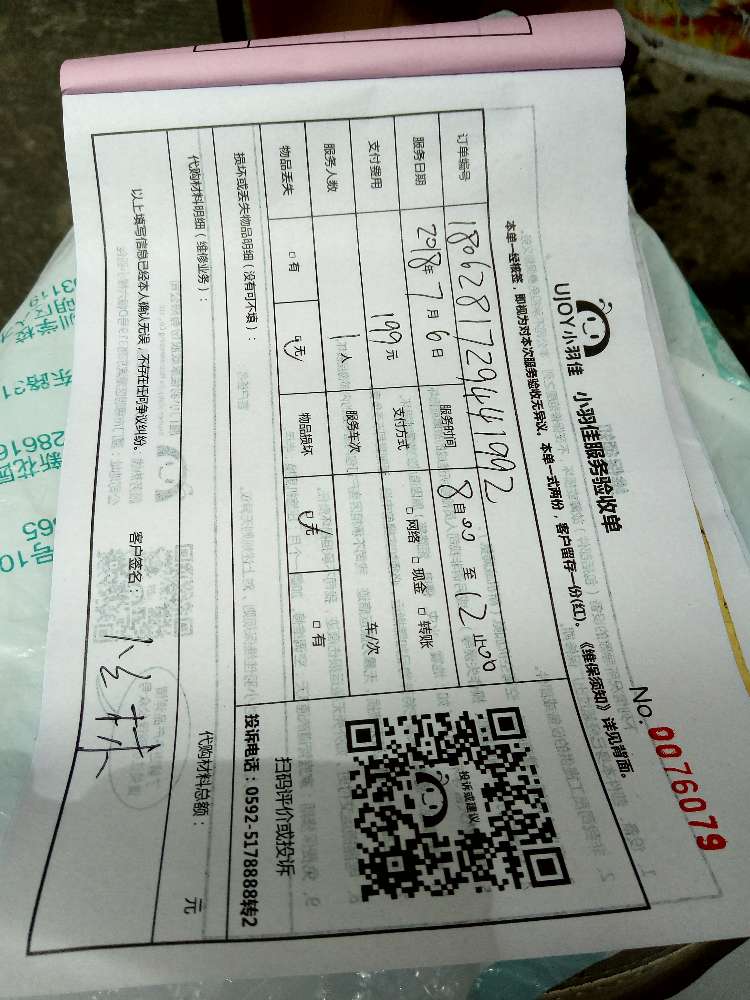 UJOY小羽佳 小羽佳服务验收单
No. 0076079
本单一经核签，即视为对本次服务验收无异议。本单一式两份，客户留存一份(红)。《维保须知》详见背面。
订单编号 180628172944 1992
服务日期 2018年 7月 6日 服务时间 8自00 至 12止00
支付费用 199元 支付方式 □网络 □现金 □转账
服务人数 1人 服务车次 车/次
物品丢失 □有 □无 物品损坏 □无 □有
损坏或丢失物品明细（没有可不填）：
投诉或建议
扫码评价或投诉
投诉电话：0592-5178888转2
代购材料明细（维修业务）： 代购材料总额： 元
以上填写信息已经本人确认无误，不存在任何争议纠纷。 客户签名：